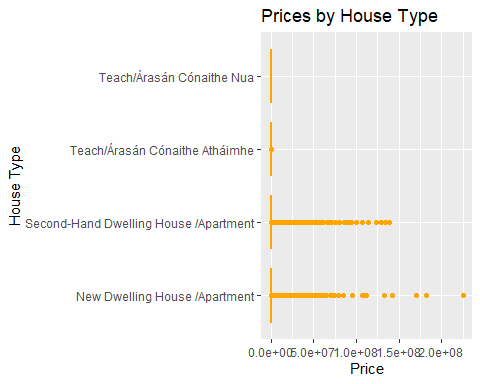 Prices by House Type
Teach/Árasán Cónaithe Nua
Teach/Árasán Cónaithe Atháimhe
Second-Hand Dwelling House /Apartment
New Dwelling House /Apartment
House Type
0.0e+00 5.0e+07 1.0e+08 1.5e+08 2.0e+08
Price